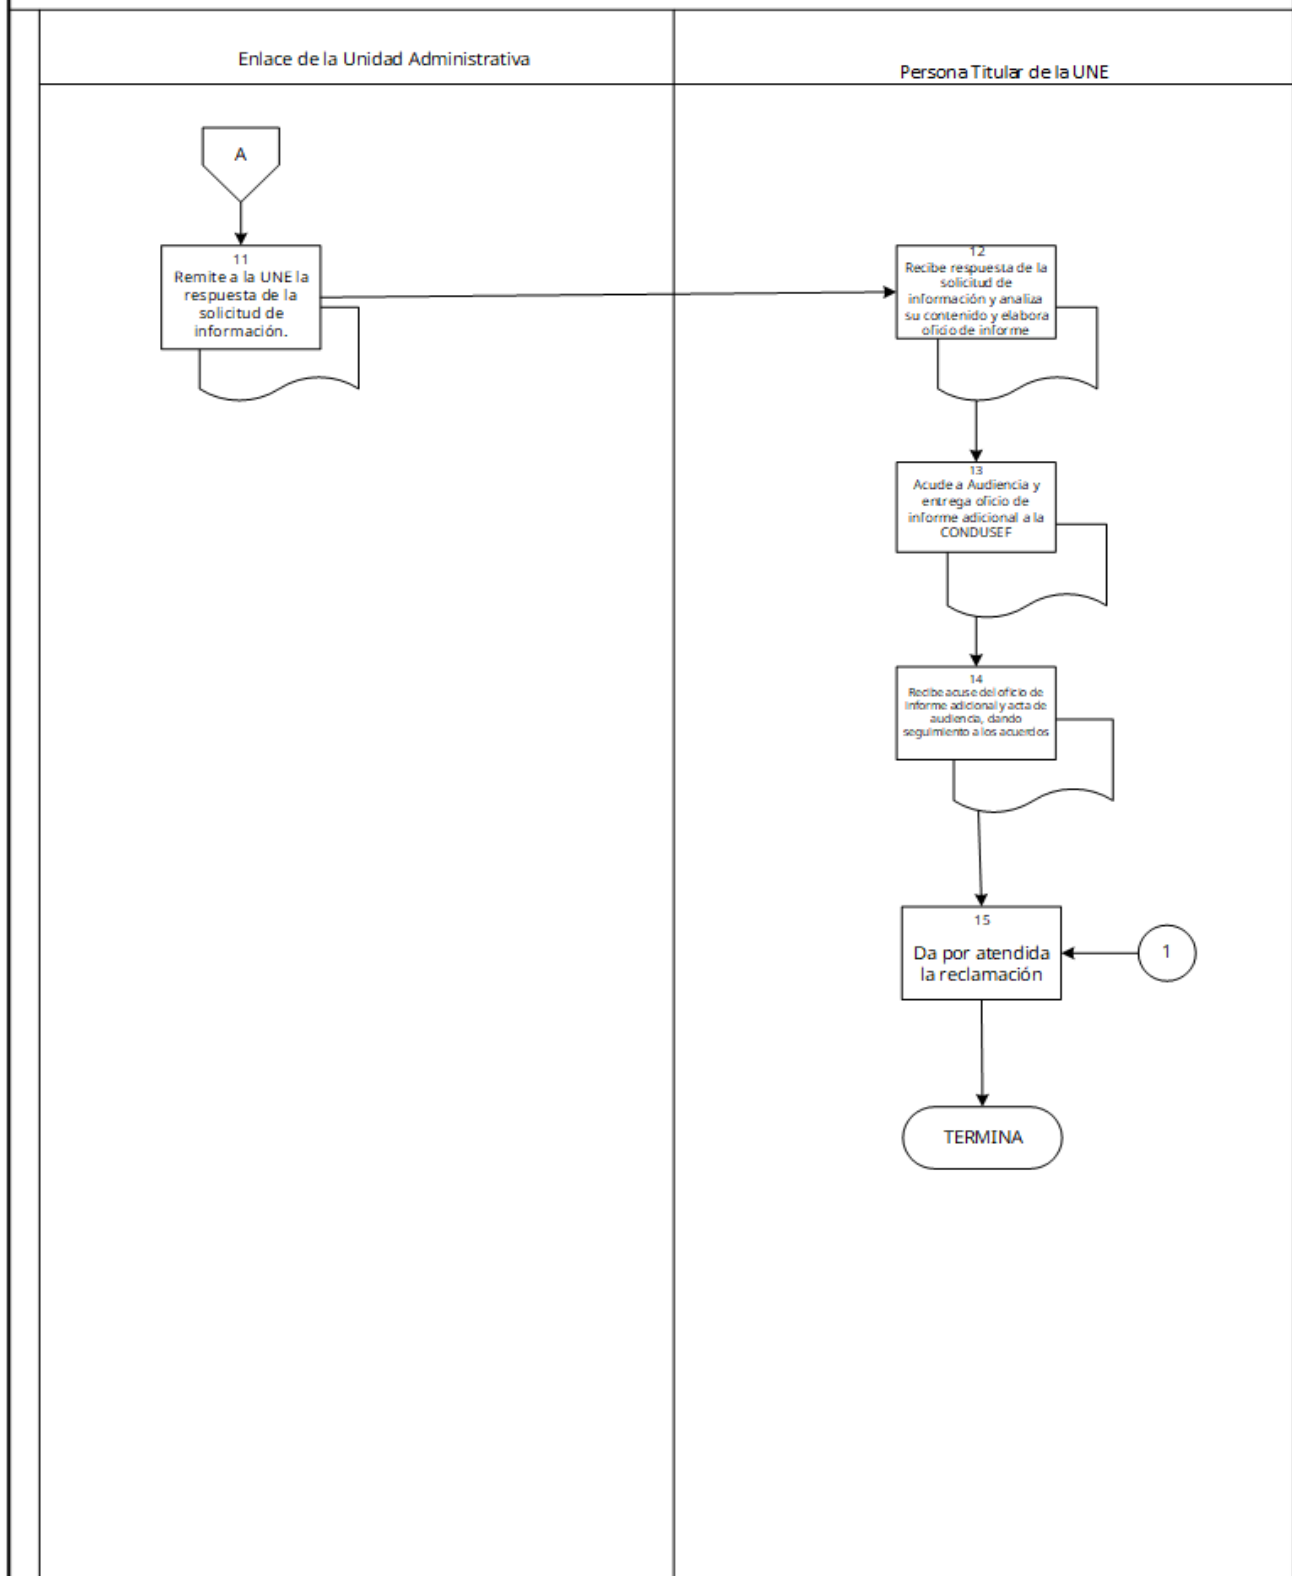 Enlace de la Unidad Administrativa
Persona Titular de la UNE
A
11
Remite a la UNE la
respuesta de la
solicitud de
información.
12
Recibe respuesta de la
solicitud de
información y analiza
su contenido y elabora
oficio de informe
13
Acude a Audiencia y
entrega oficio de
informe adicional a la
CONDUSEF
14
Recibe acuse del oficio de
informe adicional y acta de
audiencia, dando
seguimiento a los acuerdos
15
Da por atendida
la reclamación
1
TERMINA